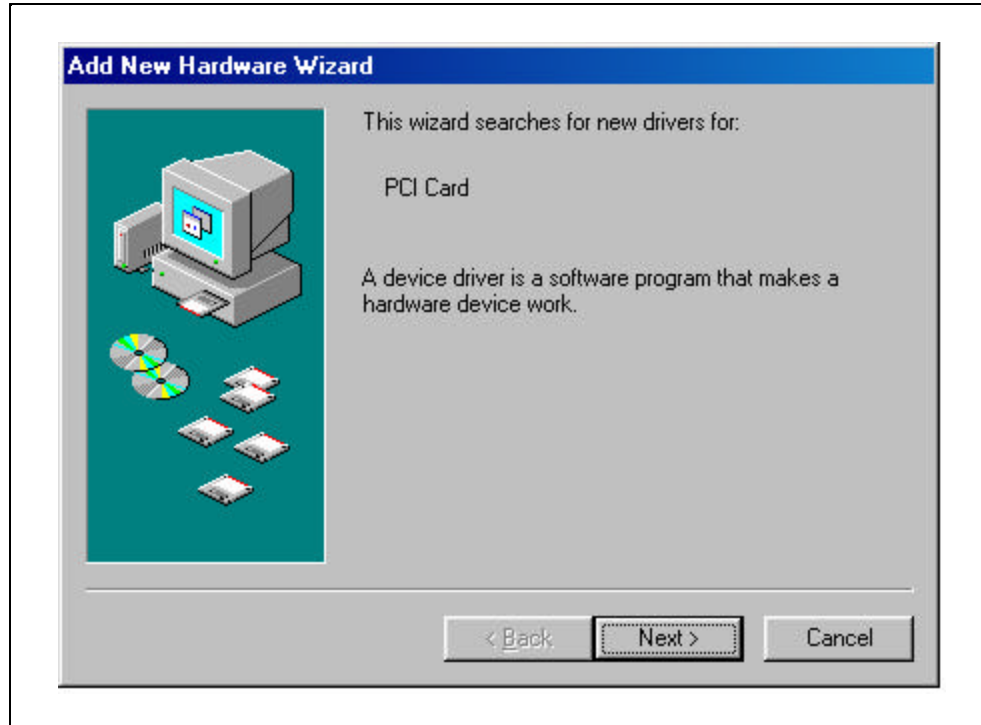 Add New Hardware Wizard
This wizard searches for new drivers for:
PCI Card
A device driver is a software program that makes a
hardware device work.
< Back
Next >
Cancel